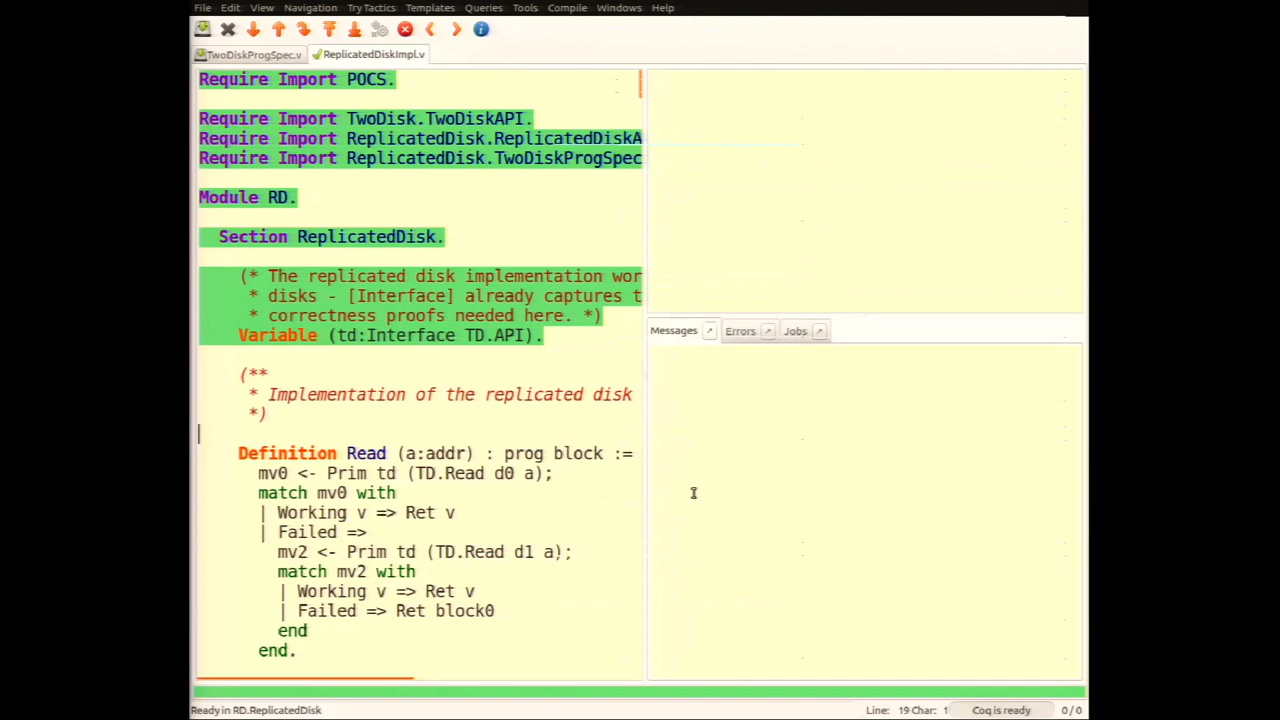 File Edit View Navigation Try Tactics Templates Queries Tools Compile Windows Help
TwoDiskProgSpec.v ReplicatedDiskImpl.v
Require Import POCS.
Require Import TwoDisk.TwoDiskAPI.
Require Import ReplicatedDisk.ReplicatedDiskA
Require Import ReplicatedDisk.TwoDiskProgSpec
Module RD.
Section ReplicatedDisk.
(* The replicated disk implementation wor
* disks - [Interface] already captures t
* correctness proofs needed here. *)
Variable (td:Interface TD.API).
(**
* Implementation of the replicated disk
*)
Definition Read (a:addr) : prog block :=
mv0 <- Prim td (TD.Read d0 a);
match mv0 with
| Working v => Ret v
| Failed =>
mv2 <- Prim td (TD.Read d1 a);
match mv2 with
| Working v => Ret v
| Failed => Ret block0
end
end.
Messages Errors Jobs
Ready in RD.ReplicatedDisk Line: 19 Char: 1 Coq is ready 0 / 0